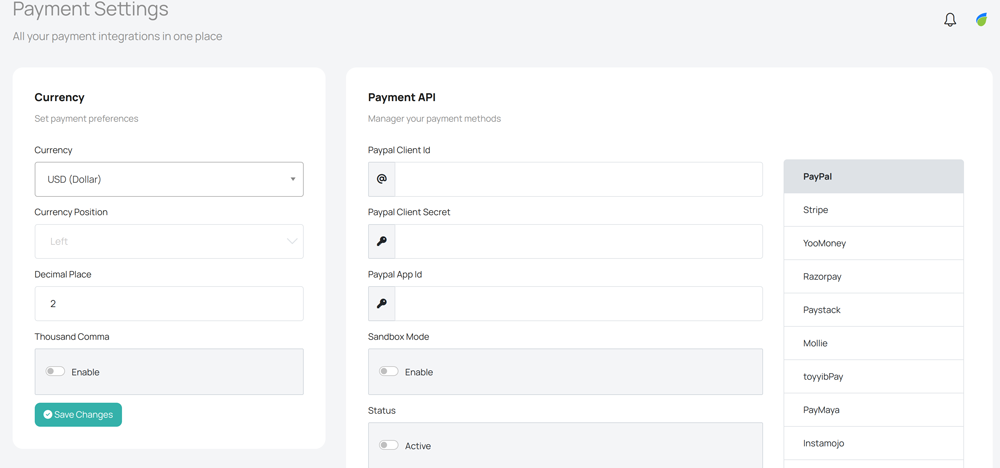 Payment Settings
All your payment integrations in one place
Currency
Set payment preferences
Currency
USD (Dollar)
Currency Position
Left
Decimal Place
2
Thousand Comma
Enable
Save Changes
Payment API
Manager your payment methods
Paypal Client Id
Paypal Client Secret
Paypal App Id
Sandbox Mode
Enable
Status
Active
PayPal
Stripe
YooMoney
Razorpay
Paystack
Mollie
toyyibPay
PayMaya
Instamojo